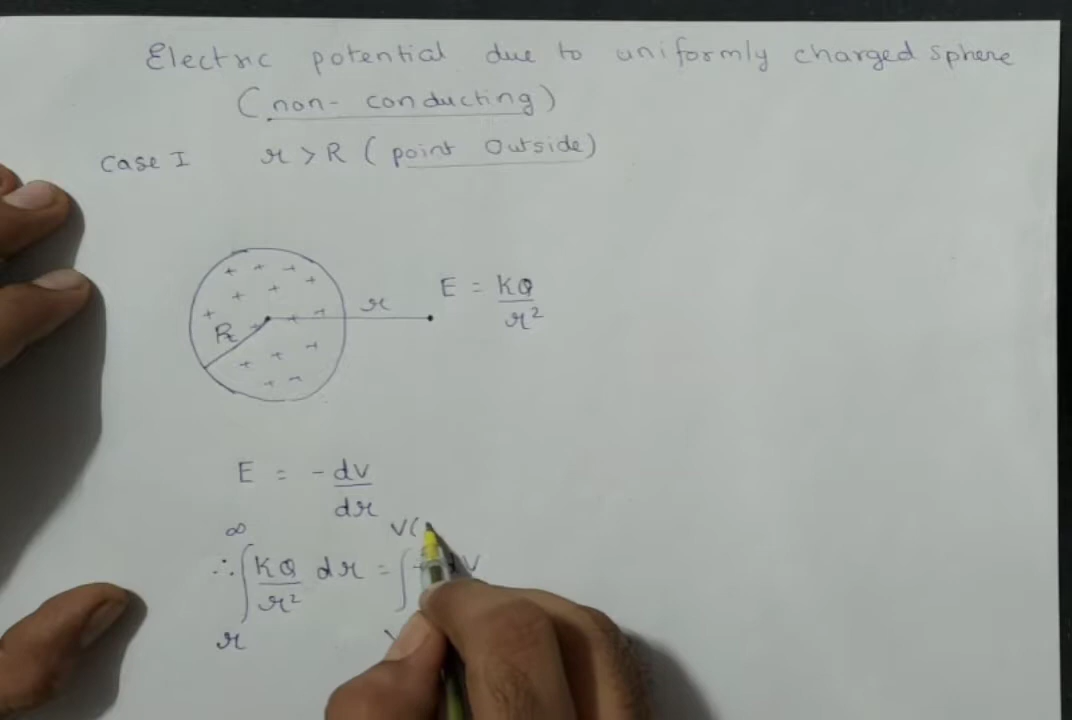 Electric potential due to uniformly charged sphere
(non-conducting)
Case I r > R (point outside)
R
r
E = KQ
r²
E = - dv
dr
∞
V(
∴ ∫ KQ dr = ∫ dV
r²
r